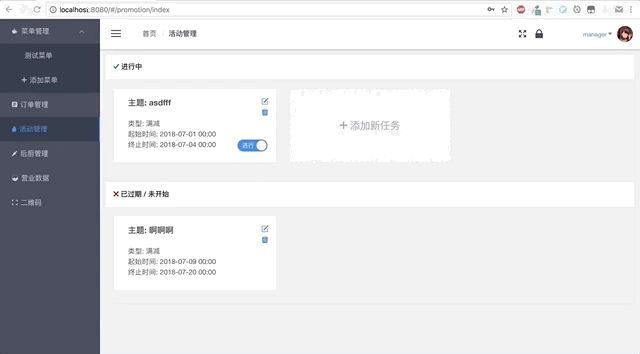 localhost:8080/#/promotion/index
菜单管理
首页 / 活动管理
manager
测试菜单
进行中
+ 添加菜单
订单管理
主题: asdfff
类型: 满减
起始时间: 2018-07-01 00:00
终止时间: 2018-07-04 00:00
进行
+ 添加新任务
活动管理
后厨管理
营业数据
二维码
已过期 / 未开始
主题: 啊啊啊
类型: 满减
起始时间: 2018-07-09 00:00
终止时间: 2018-07-20 00:00